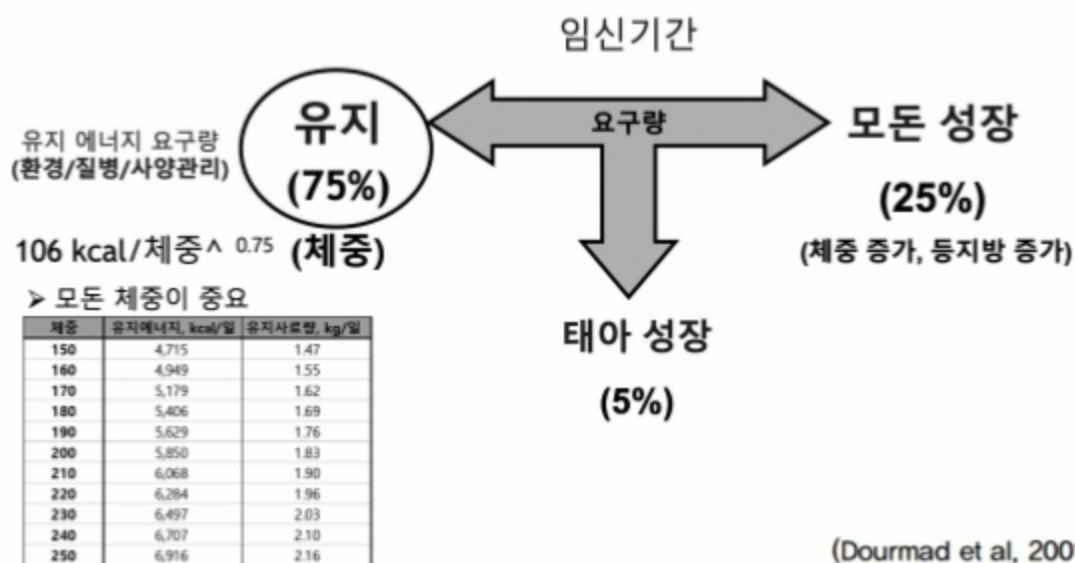 임신기간
유지
(75%)
(체중)
요구량
모돈 성장
(25%)
(체중 증가, 등지방 증가)
태아 성장
(5%)
유지 에너지 요구량
(환경/질병/사양관리)
106 kcal/체중^ 0.75
➢ 모돈 체중이 중요
체중 유지에너지, kcal/일 유지사료량, kg/일
150 4,715 1.47
160 4,949 1.55
170 5,179 1.62
180 5,406 1.69
190 5,629 1.76
200 5,850 1.83
210 6,068 1.90
220 6,284 1.96
230 6,497 2.03
240 6,707 2.10
250 6,916 2.16
(Dourmad et al,